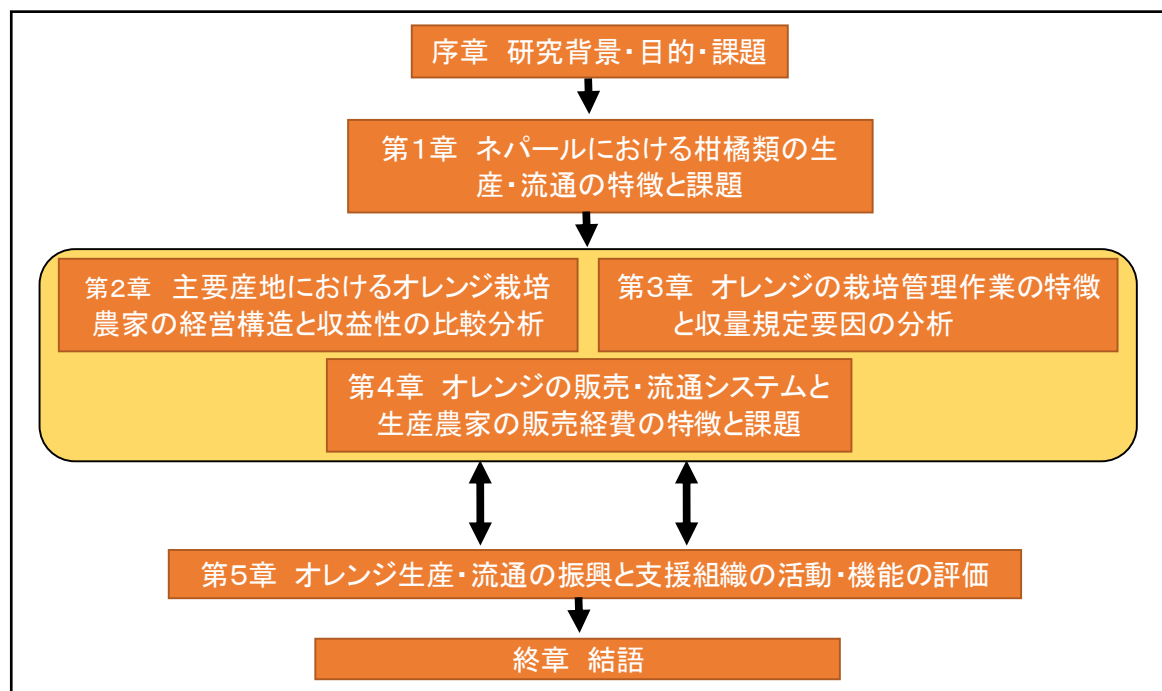 序章 研究背景・目的・課題
第1章 ネパールにおける柑橘類の生
産・流通の特徴と課題
第2章 主要産地におけるオレンジ栽培
農家の経営構造と収益性の比較分析
第3章 オレンジの栽培管理作業の特徴
と収量規定要因の分析
第4章 オレンジの販売・流通システムと
生産農家の販売経費の特徴と課題
第5章 オレンジ生産・流通の振興と支援組織の活動・機能の評価
終章 結語